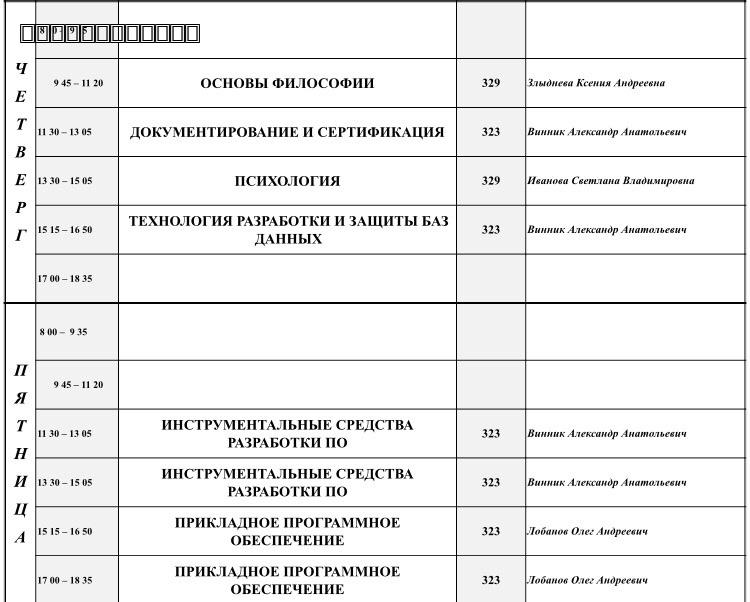 ЧЕТВЕРГ
9 45 – 11 20 ОСНОВЫ ФИЛОСОФИИ 329 Злыднева Ксения Андреевна
11 30 – 13 05 ДОКУМЕНТИРОВАНИЕ И СЕРТИФИКАЦИЯ 323 Винник Александр Анатольевич
13 30 – 15 05 ПСИХОЛОГИЯ 329 Иванова Светлана Владимировна
15 15 – 16 50 ТЕХНОЛОГИЯ РАЗРАБОТКИ И ЗАЩИТЫ БАЗ
ДАННЫХ 323 Винник Александр Анатольевич
17 00 – 18 35
ПЯТНИЦА
8 00 – 9 35
9 45 – 11 20
11 30 – 13 05 ИНСТРУМЕНТАЛЬНЫЕ СРЕДСТВА
РАЗРАБОТКИ ПО 323 Винник Александр Анатольевич
13 30 – 15 05 ИНСТРУМЕНТАЛЬНЫЕ СРЕДСТВА
РАЗРАБОТКИ ПО 323 Винник Александр Анатольевич
15 15 – 16 50 ПРИКЛАДНОЕ ПРОГРАММНОЕ
ОБЕСПЕЧЕНИЕ 323 Лобанов Олег Андреевич
17 00 – 18 35 ПРИКЛАДНОЕ ПРОГРАММНОЕ
ОБЕСПЕЧЕНИЕ 323 Лобанов Олег Андреевич